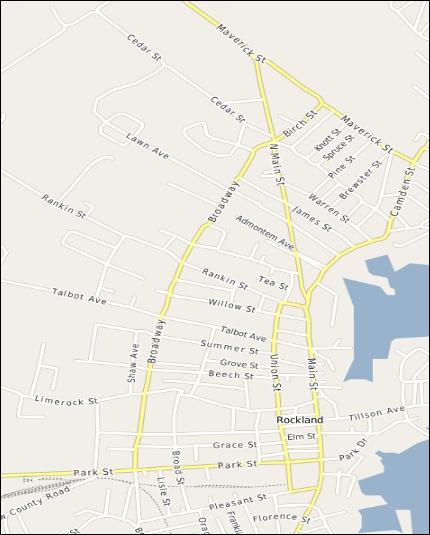 Maverick St
Cedar St
Cedar St
Birch St
Knott St
Maverick St
Spruce St
Lawn Ave
N Main St
Pine St
Brewster St
Broadway
Camden St
Rankin St
Warren St
James St
Admontem Ave
Rankin St
Tea St
Talbot Ave
Willow St
Talbot Ave
Broadway
Summer St
Shaw Ave
Grove St
Union St
Main St
Beech St
Limerock St
Tillson Ave
Rockland
Elm St
Grace St
Park Dr
Park St
Park St
Broad St
Lisle St
w County Road
Pleasant St
Franklin
Florence St